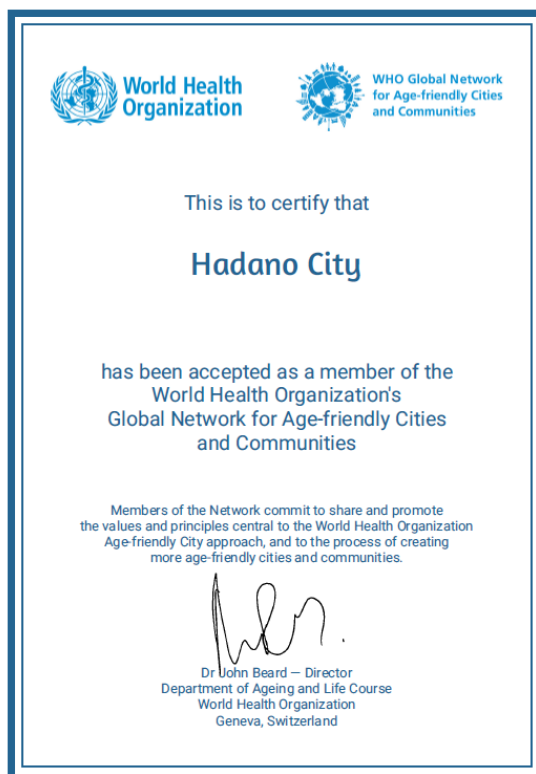 World Health
Organization
WHO Global Network
for Age-friendly Cities
and Communities
This is to certify that
Hadano City
has been accepted as a member of the
World Health Organization's
Global Network for Age-friendly Cities
and Communities
Members of the Network commit to share and promote
the values and principles central to the World Health Organization
Age-friendly City approach, and to the process of creating
more age-friendly cities and communities.
Dr John Beard — Director
Department of Ageing and Life Course
World Health Organization
Geneva, Switzerland